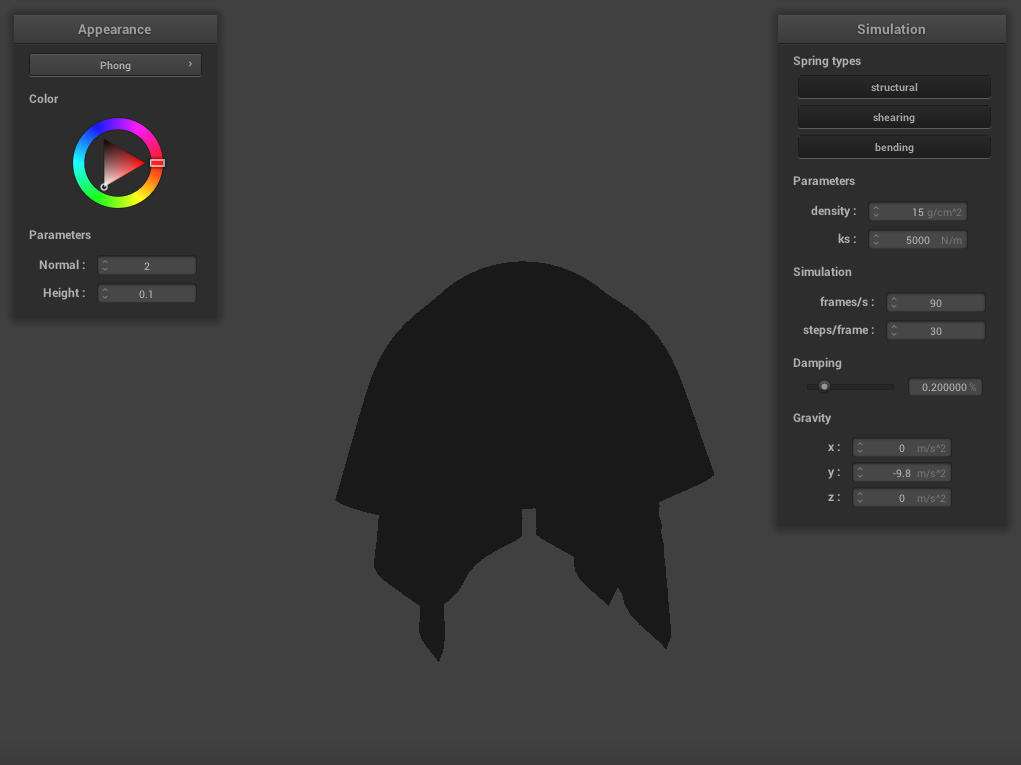 Appearance
Phong
Color
Parameters
Normal : 2
Height : 0.1
Simulation
Spring types
structural
shearing
bending
Parameters
density : 15 g/cm^2
ks : 5000 N/m
Simulation
frames/s : 90
steps/frame : 30
Damping
0.200000 %
Gravity
x : 0 m/s^2
y : -9.8 m/s^2
z : 0 m/s^2